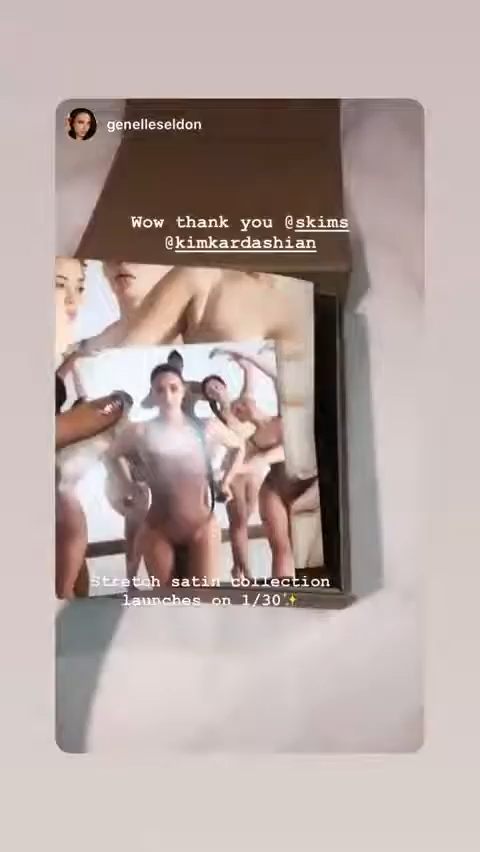 genelleseldon
Wow thank you @skims
@kimkardashian
Stretch satin collection
launches on 1/30✨